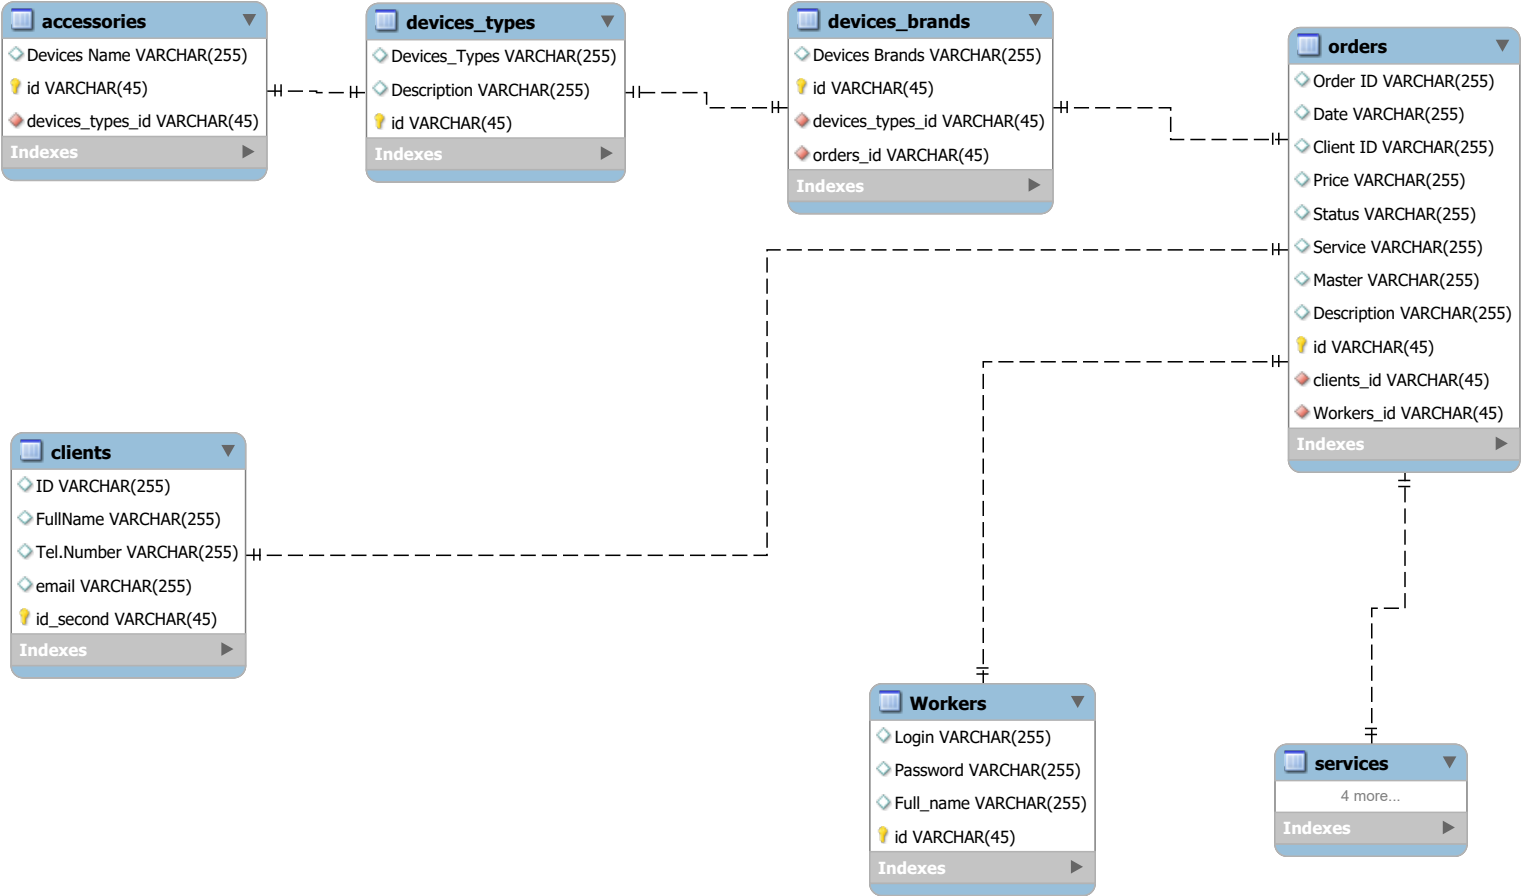 accessories
Devices Name VARCHAR(255)
id VARCHAR(45)
devices_types_id VARCHAR(45)
Indexes
devices_types
Devices_Types VARCHAR(255)
Description VARCHAR(255)
id VARCHAR(45)
Indexes
devices_brands
Devices Brands VARCHAR(255)
id VARCHAR(45)
devices_types_id VARCHAR(45)
orders_id VARCHAR(45)
Indexes
orders
Order ID VARCHAR(255)
Date VARCHAR(255)
Client ID VARCHAR(255)
Price VARCHAR(255)
Status VARCHAR(255)
Service VARCHAR(255)
Master VARCHAR(255)
Description VARCHAR(255)
id VARCHAR(45)
clients_id VARCHAR(45)
Workers_id VARCHAR(45)
Indexes
clients
ID VARCHAR(255)
FullName VARCHAR(255)
Tel.Number VARCHAR(255)
email VARCHAR(255)
id_second VARCHAR(45)
Indexes
Workers
Login VARCHAR(255)
Password VARCHAR(255)
Full_name VARCHAR(255)
id VARCHAR(45)
Indexes
services
4 more...
Indexes